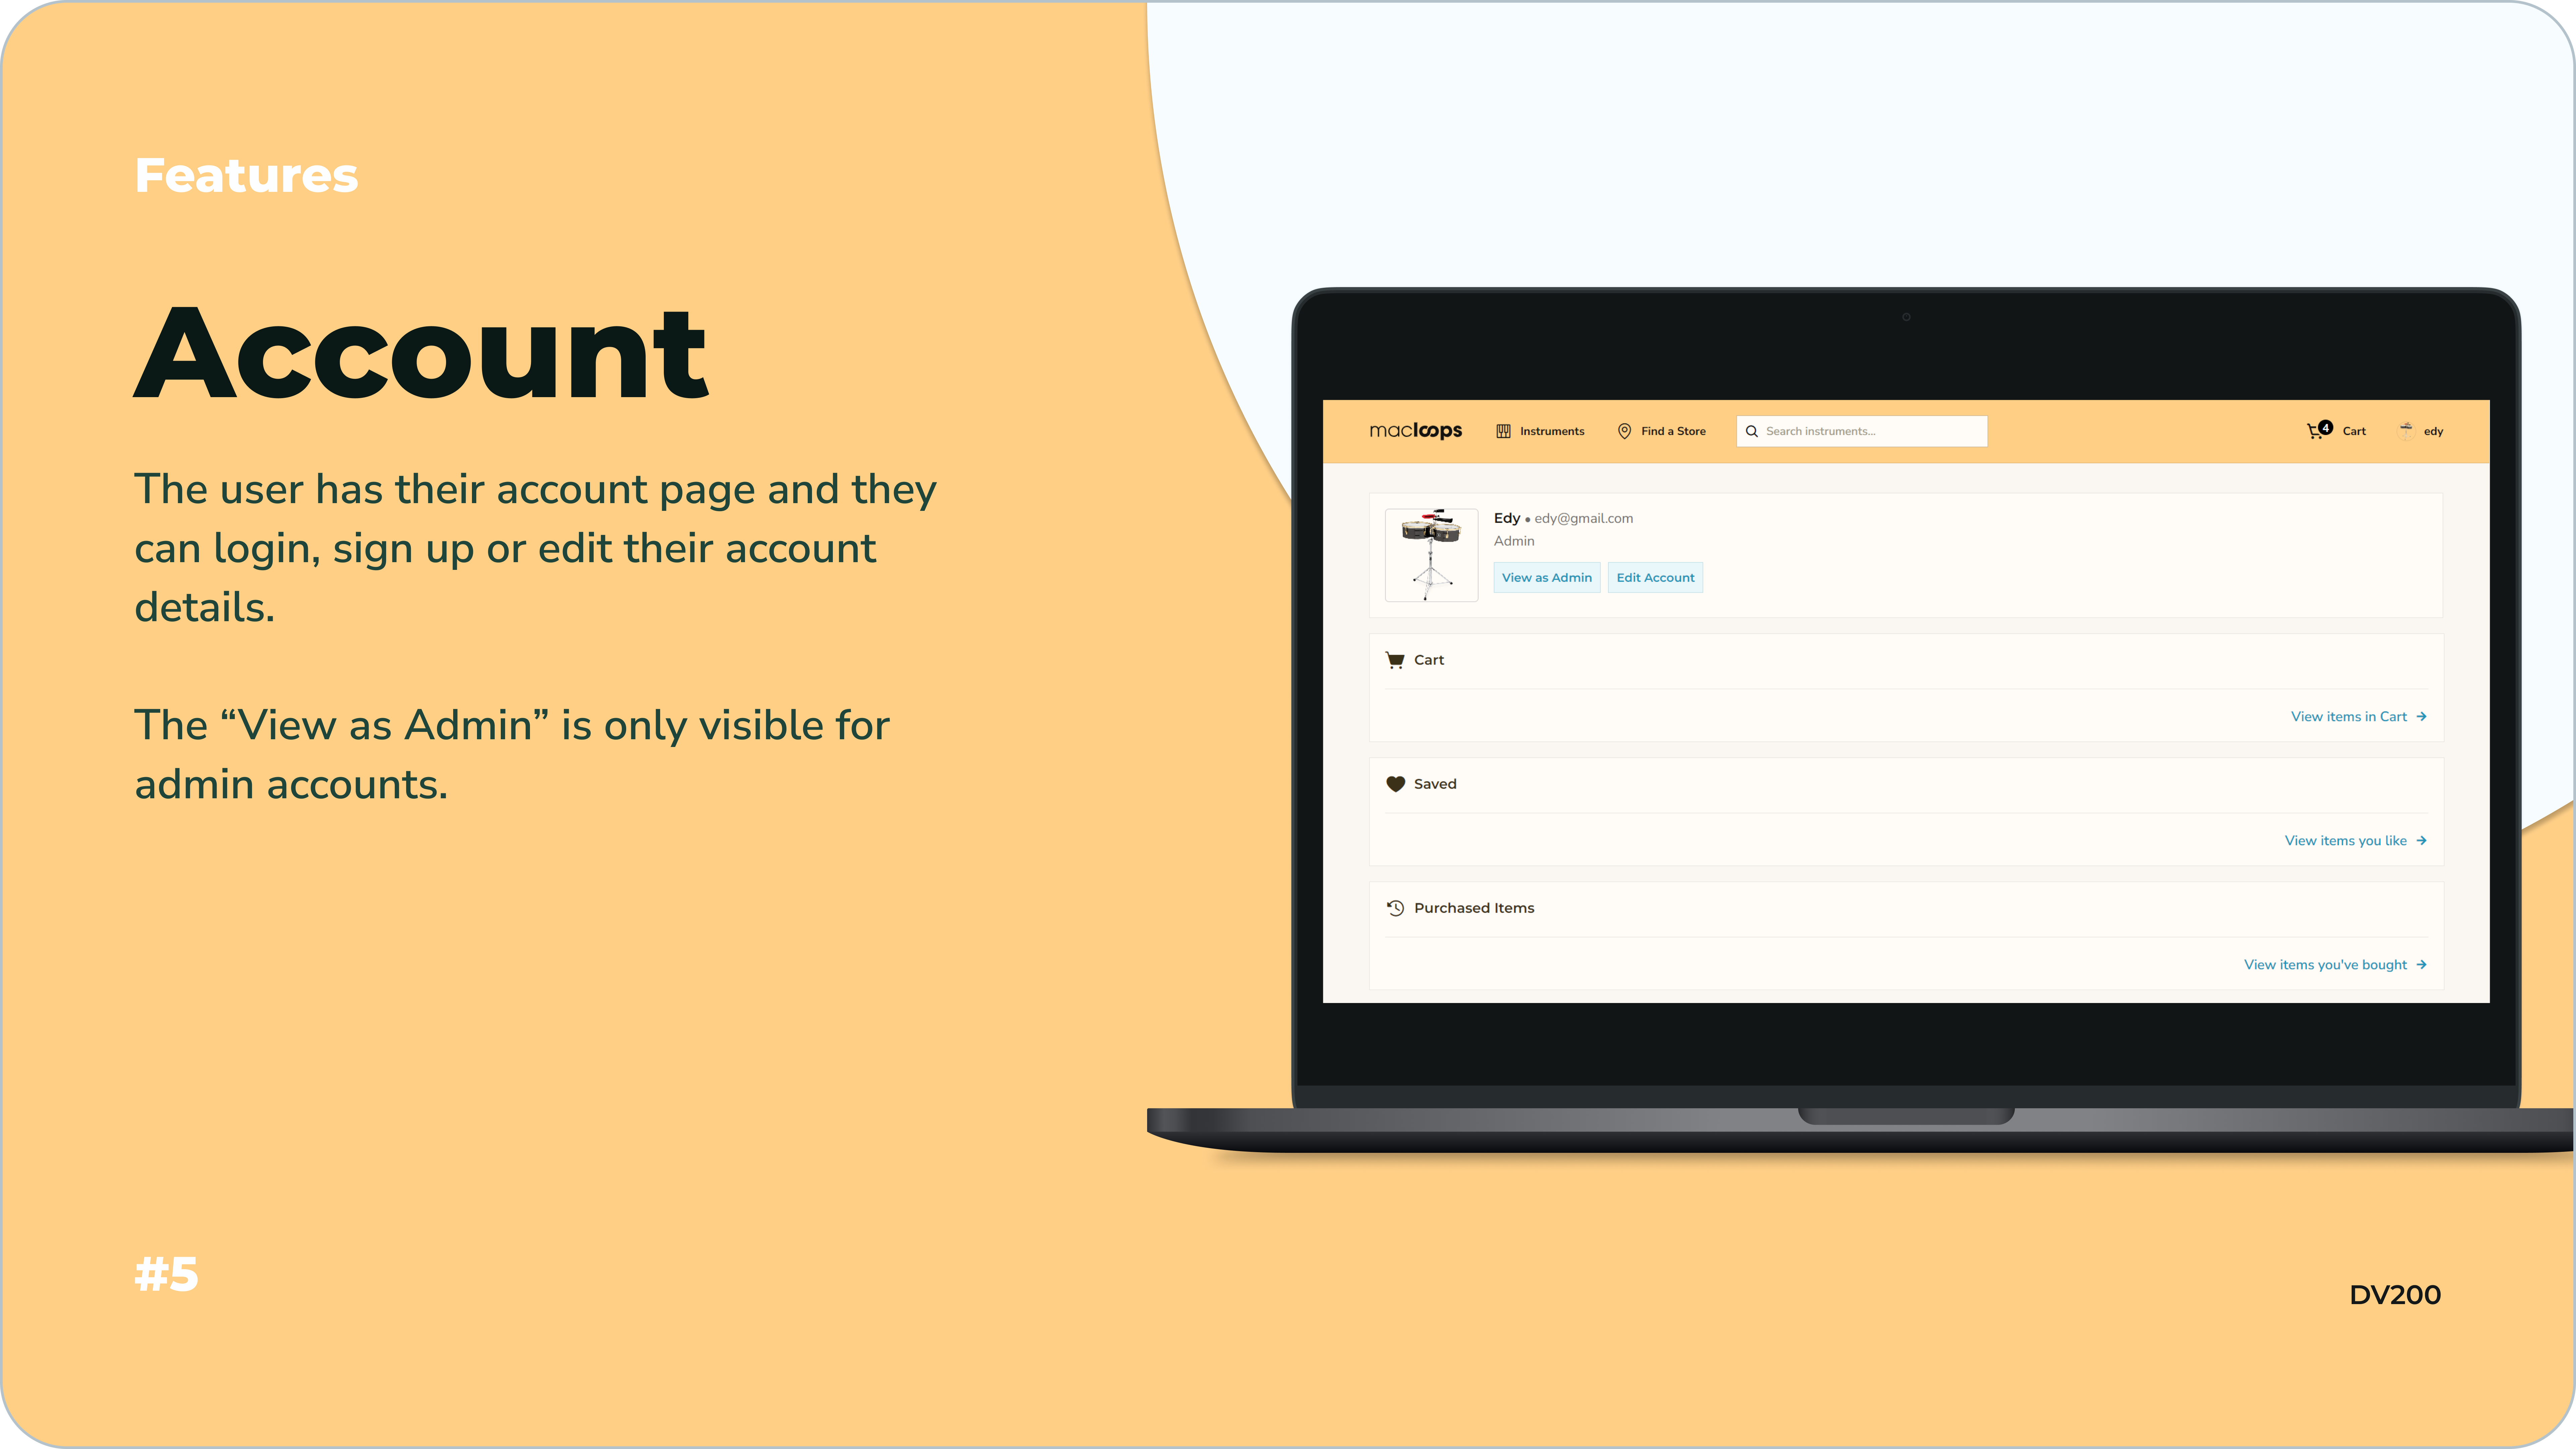 Features
Account
The user has their account page and they
can login, sign up or edit their account
details.
The “View as Admin” is only visible for
admin accounts.
#5
macloops
Instruments
Find a Store
Search instruments...
4
Cart
edy
Edy • edy@gmail.com
Admin
View as Admin
Edit Account
Cart
View items in Cart →
Saved
View items you like →
Purchased Items
View items you've bought →
DV200